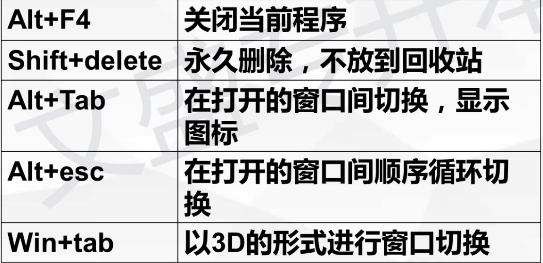 Alt+F4 关闭当前程序
Shift+delete 永久删除，不放到回收站
Alt+Tab 在打开的窗口间切换，显示
图标
Alt+esc 在打开的窗口间顺序循环切
换
Win+tab 以3D的形式进行窗口切换